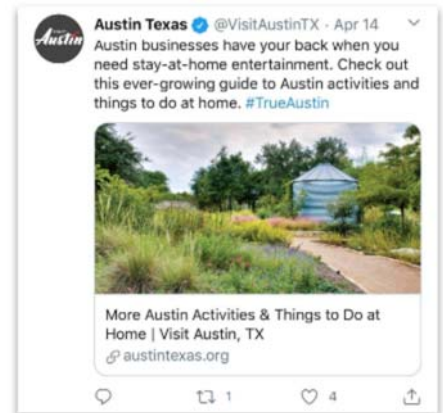 Austin Texas @VisitAustinTX · Apr 14
Austin
Austin businesses have your back when you
need stay-at-home entertainment. Check out
this ever-growing guide to Austin activities and
things to do at home. #TrueAustin
More Austin Activities & Things to Do at
Home | Visit Austin, TX
austintexas.org
1
4